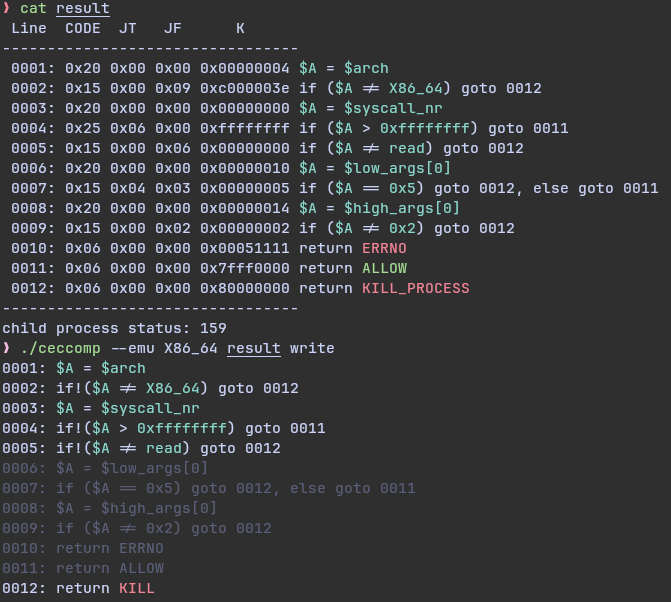 ❯ cat result
 Line  CODE  JT   JF      K
---------------------------------
 0001: 0x20 0x00 0x00 0x00000004 $A = $arch
 0002: 0x15 0x00 0x09 0xc000003e if ($A != X86_64) goto 0012
 0003: 0x20 0x00 0x00 0x00000000 $A = $syscall_nr
 0004: 0x25 0x06 0x00 0xffffffff if ($A > 0xffffffff) goto 0011
 0005: 0x15 0x00 0x06 0x00000000 if ($A != read) goto 0012
 0006: 0x20 0x00 0x00 0x00000010 $A = $low_args[0]
 0007: 0x15 0x04 0x03 0x00000005 if ($A == 0x5) goto 0012, else goto 0011
 0008: 0x20 0x00 0x00 0x00000014 $A = $high_args[0]
 0009: 0x15 0x00 0x02 0x00000002 if ($A != 0x2) goto 0012
 0010: 0x06 0x00 0x00 0x00051111 return ERRNO
 0011: 0x06 0x00 0x00 0x7fff0000 return ALLOW
 0012: 0x06 0x00 0x00 0x80000000 return KILL_PROCESS
---------------------------------
child process status: 159
❯ ./ceccomp --emu X86_64 result write
0001: $A = $arch
0002: if!($A != X86_64) goto 0012
0003: $A = $syscall_nr
0004: if!($A > 0xffffffff) goto 0011
0005: if!($A != read) goto 0012
0006: $A = $low_args[0]
0007: if ($A == 0x5) goto 0012, else goto 0011
0008: $A = $high_args[0]
0009: if ($A != 0x2) goto 0012
0010: return ERRNO
0011: return ALLOW
0012: return KILL